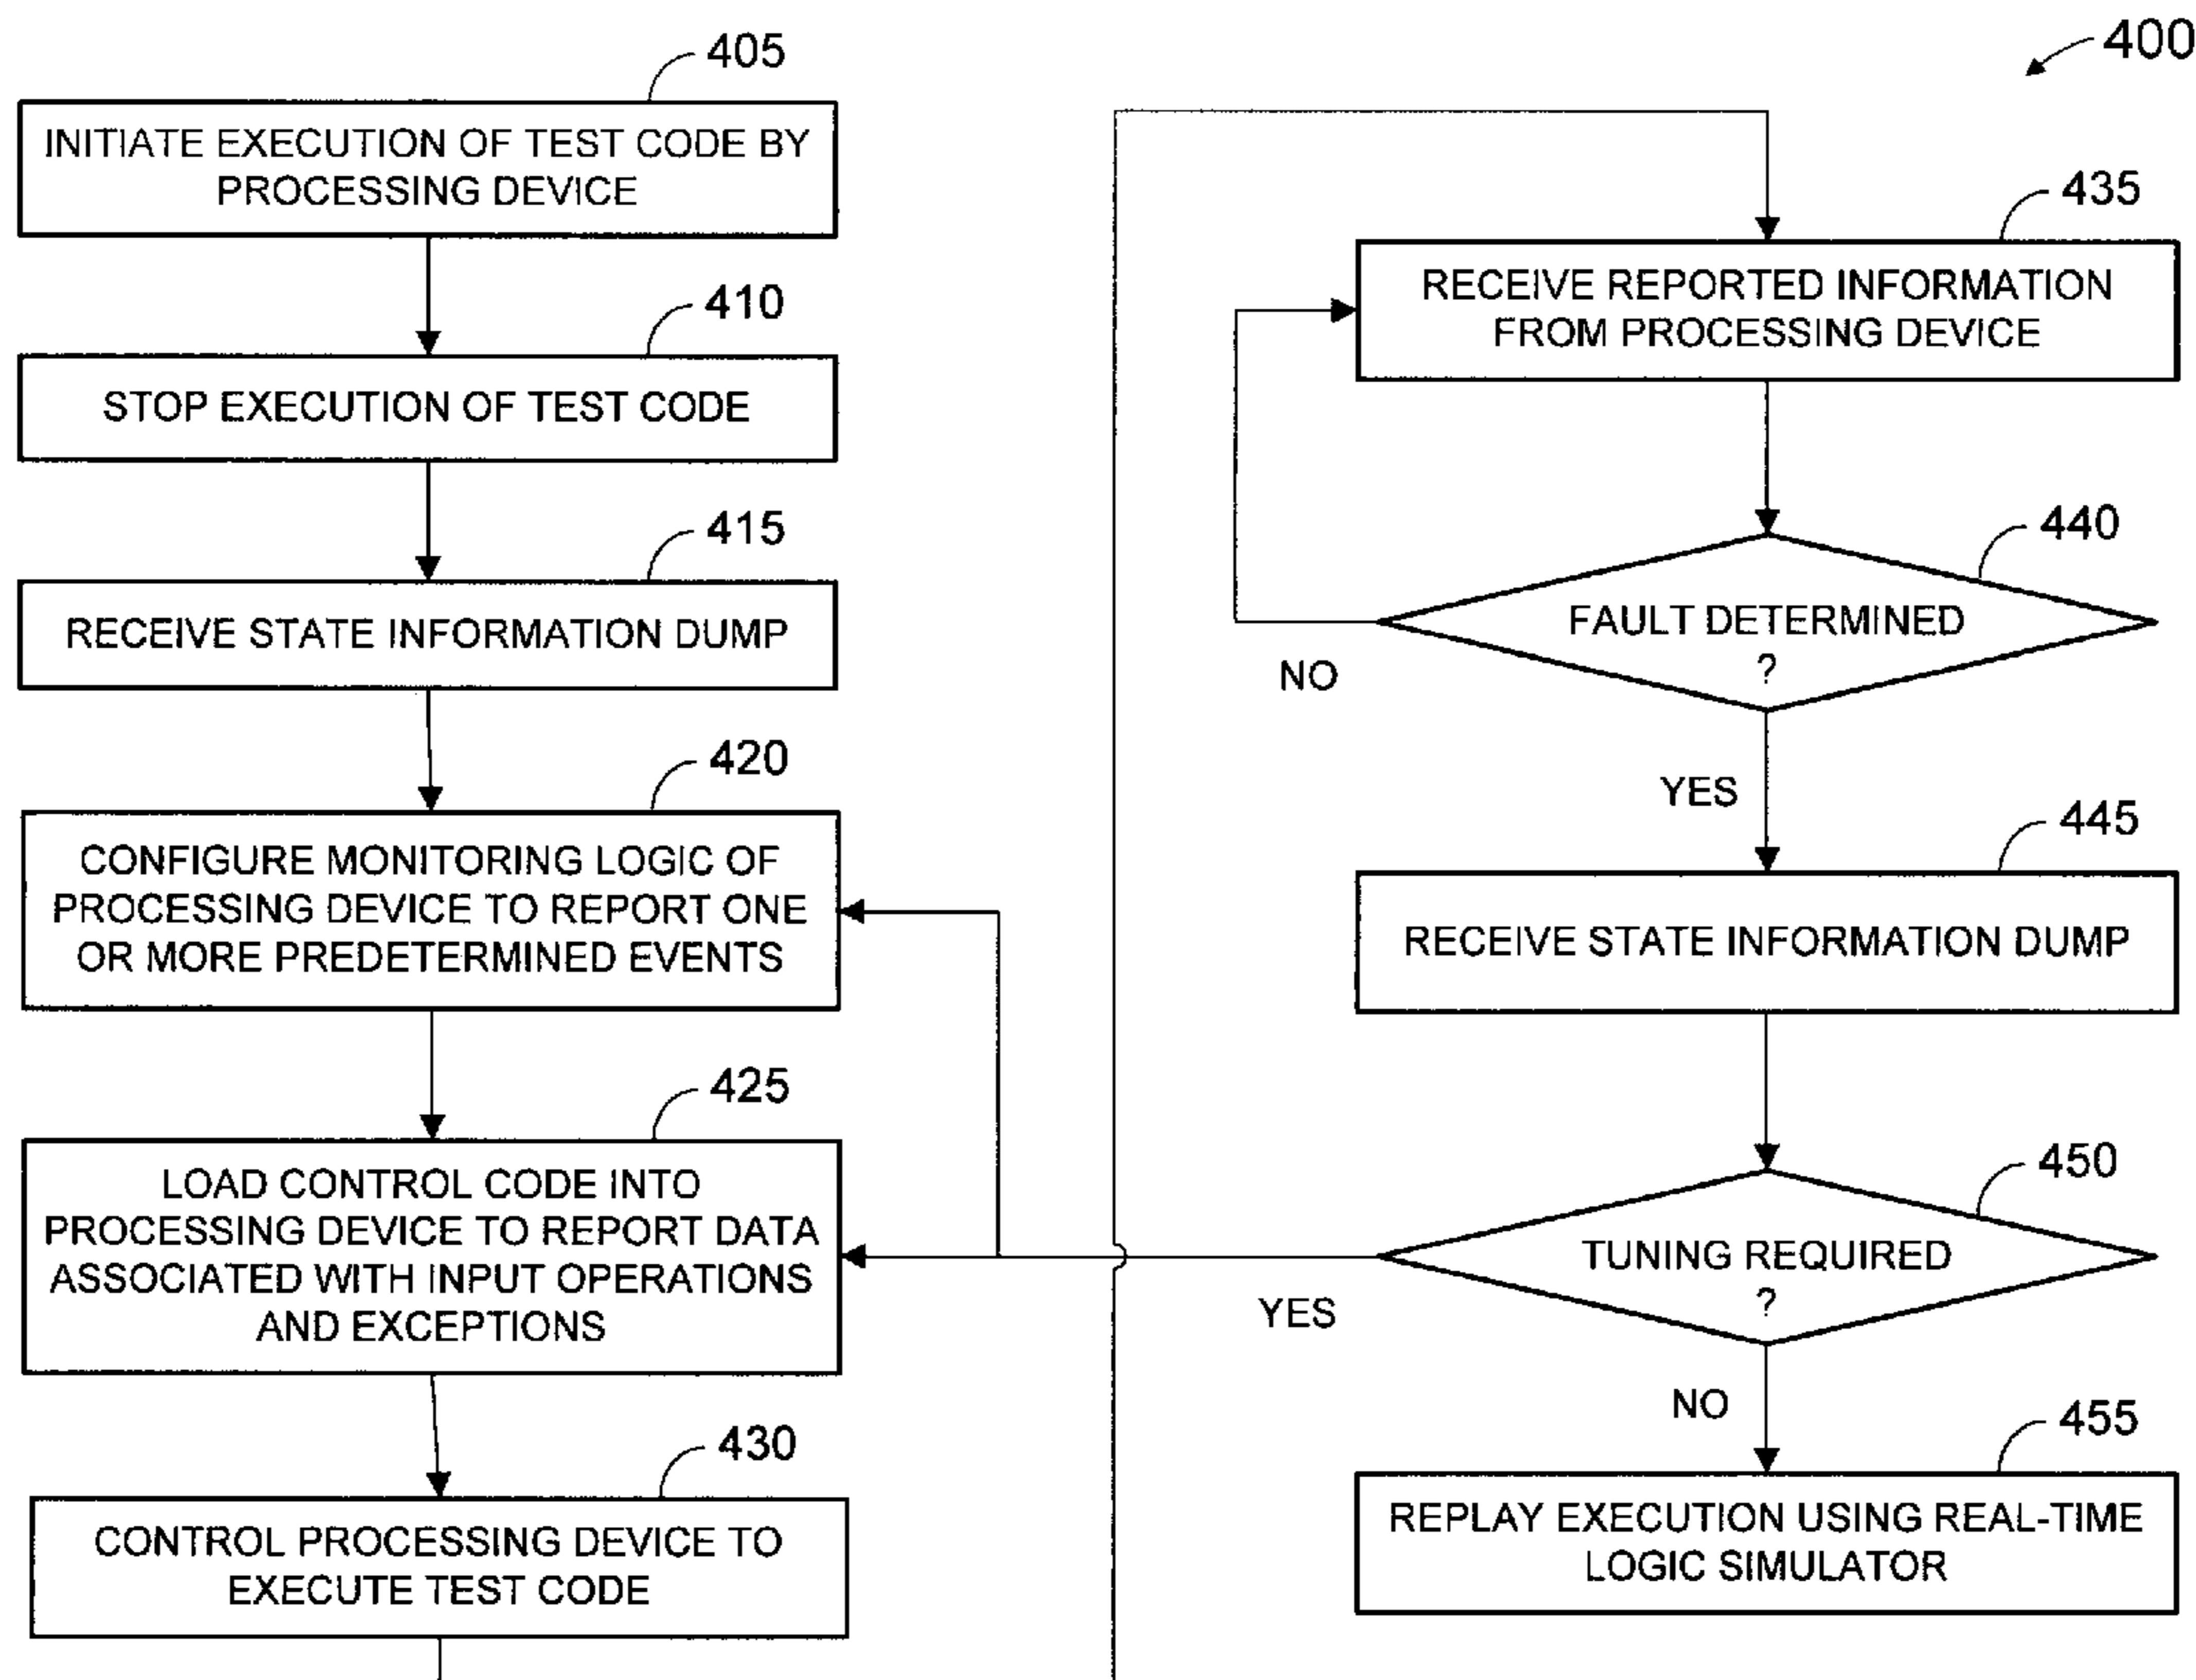 400
405
INITIATE EXECUTION OF TEST CODE BY
PROCESSING DEVICE
410
STOP EXECUTION OF TEST CODE
415
RECEIVE STATE INFORMATION DUMP
420
CONFIGURE MONITORING LOGIC OF
PROCESSING DEVICE TO REPORT ONE
OR MORE PREDETERMINED EVENTS
425
LOAD CONTROL CODE INTO
PROCESSING DEVICE TO REPORT DATA
ASSOCIATED WITH INPUT OPERATIONS
AND EXCEPTIONS
430
CONTROL PROCESSING DEVICE TO
EXECUTE TEST CODE
435
RECEIVE REPORTED INFORMATION
FROM PROCESSING DEVICE
440
FAULT DETERMINED
?
NO
YES
445
RECEIVE STATE INFORMATION DUMP
450
TUNING REQUIRED
?
YES
NO
455
REPLAY EXECUTION USING REAL-TIME
LOGIC SIMULATOR